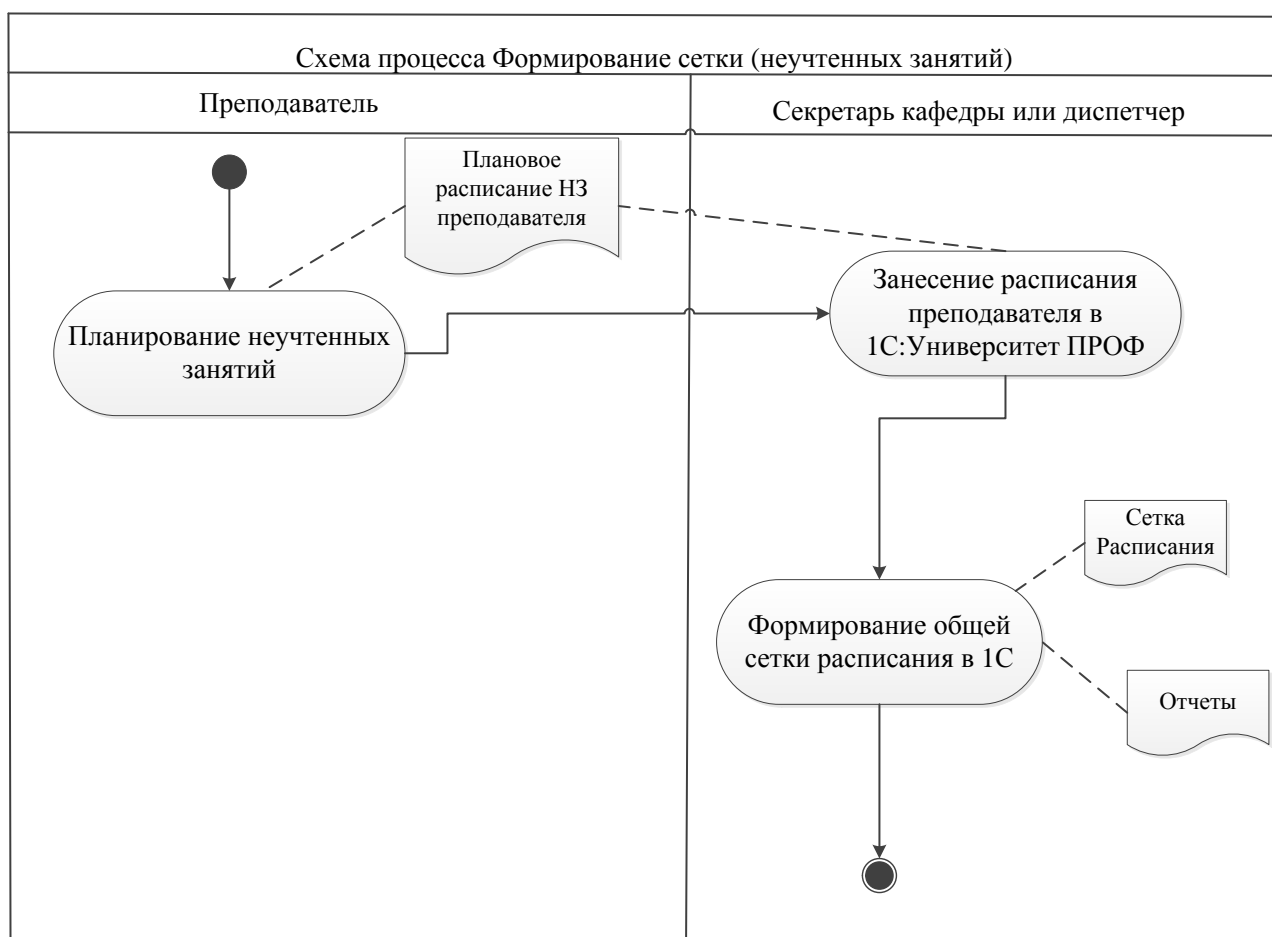 Схема процесса Формирование сетки (неучтенных занятий)
Преподаватель
Секретарь кафедры или диспетчер
Плановое
расписание НЗ
преподавателя
Занесение расписания
преподавателя в
1С:Университет ПРОФ
Планирование неучтенных
занятий
Сетка
Расписания
Формирование общей
сетки расписания в 1С
Отчеты